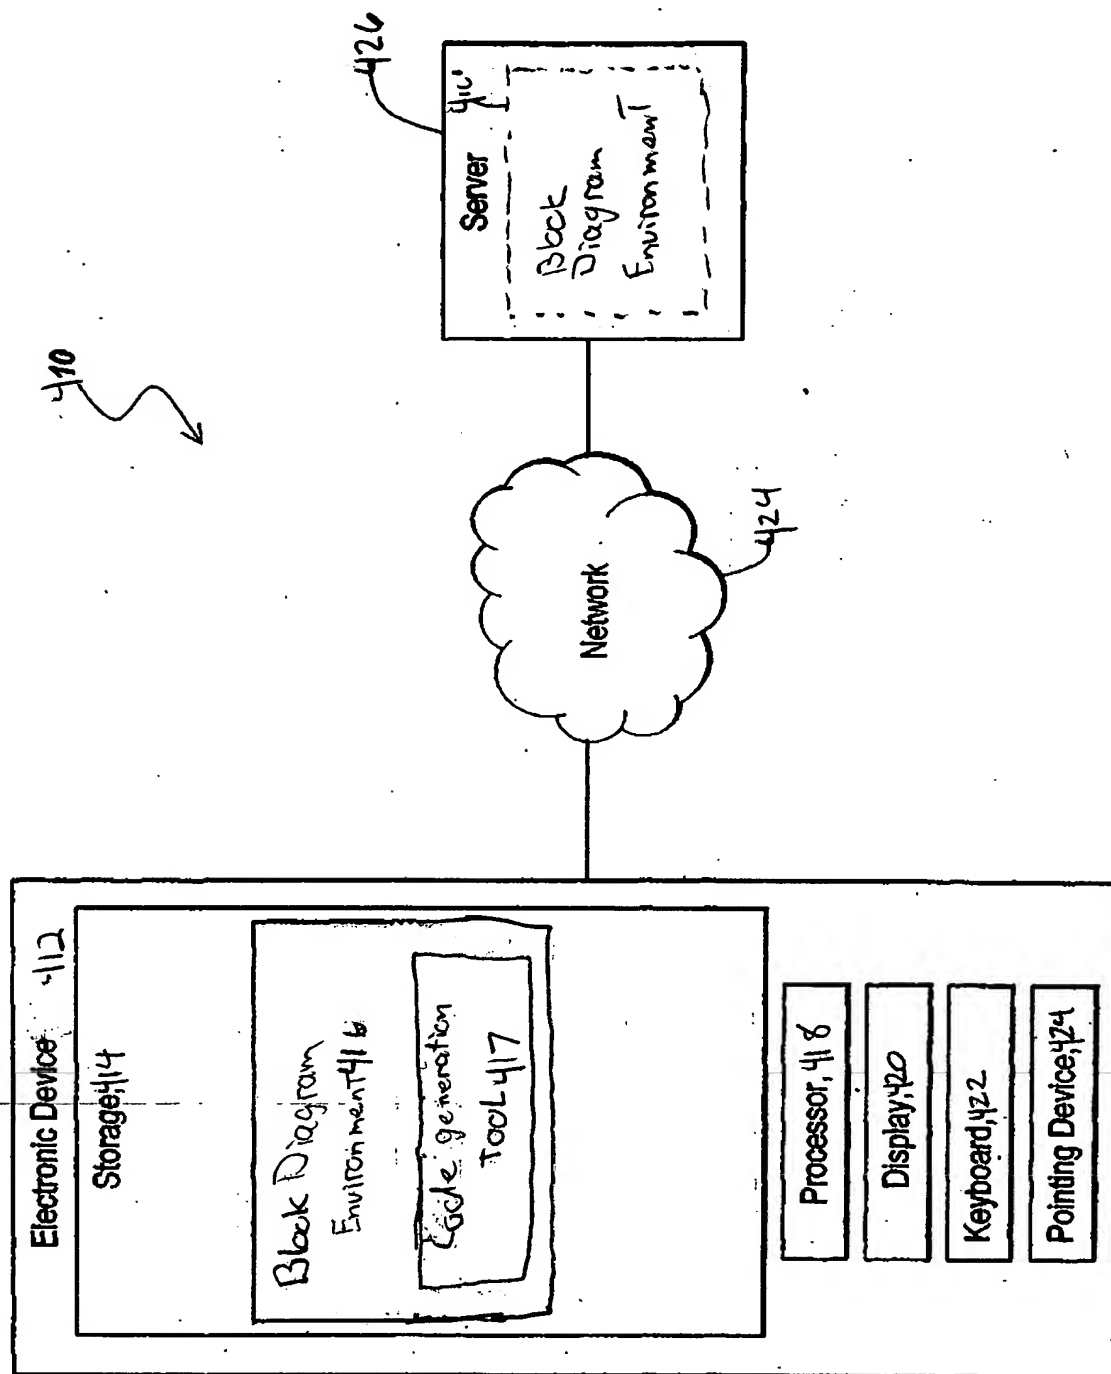 410
Electronic Device 412
Storage, 414
Block Diagram
Environment 416
Code generation
TOOL 417
Processor, 418
Display, 420
Keyboard, 422
Pointing Device, 424
Network
424
426
Server
Block
Diagram
Environment